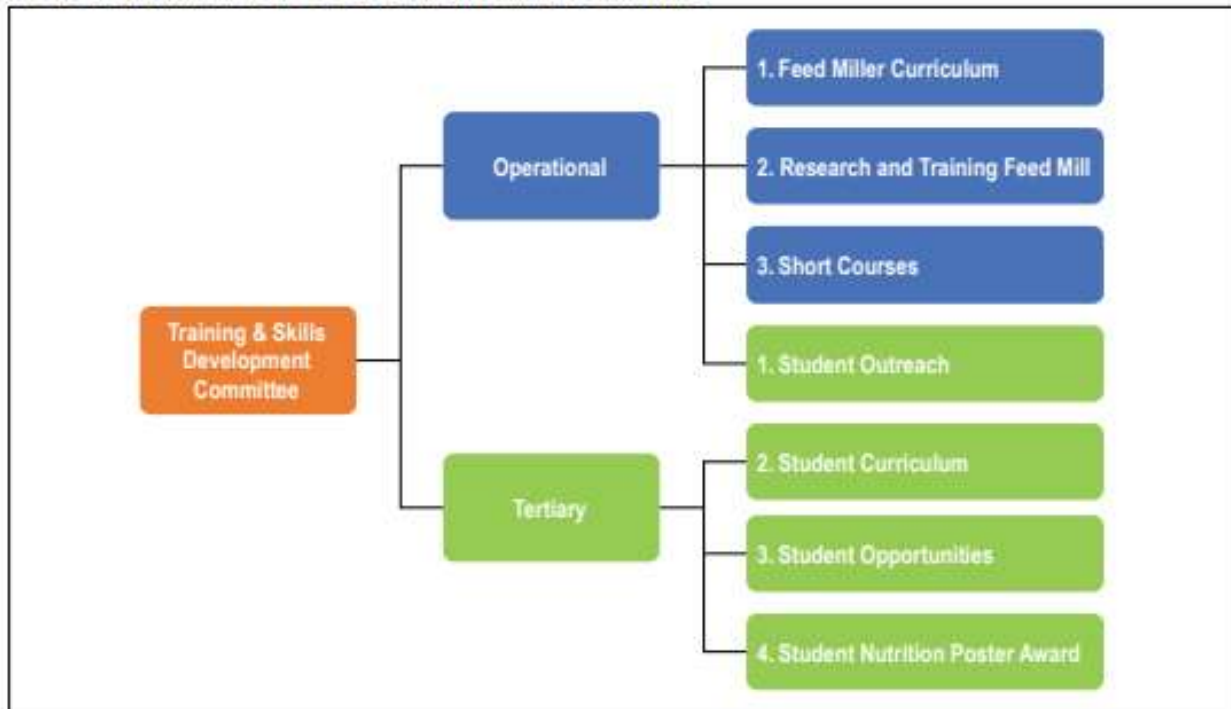 1. Feed Miller Curriculum
Operational
2. Research and Training Feed Mill
3. Short Courses
Training & Skills
Development
Committee
1. Student Outreach
2. Student Curriculum
Tertiary
3. Student Opportunities
4. Student Nutrition Poster Award